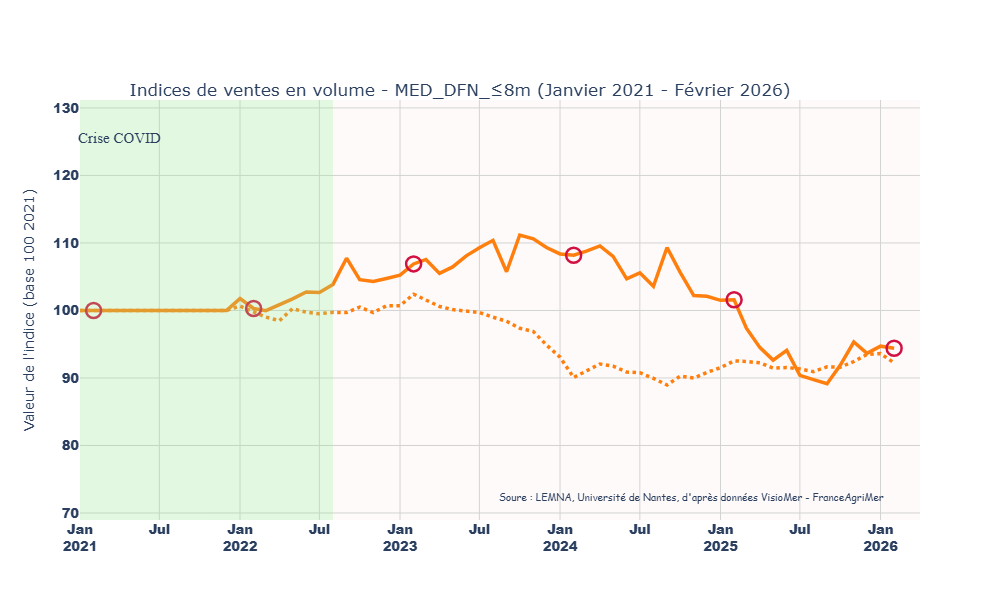 Indices de ventes en volume - MED_DFN_≤8m (Janvier 2021 - Février 2026)
130
Crise COVID
120
110
100
90
80
70
Valeur de l'indice (base 100 2021)
Soure : LEMNA, Université de Nantes, d'après données VisioMer - FranceAgriMer
Jan Jul Jan Jul Jan Jul Jan Jul Jan Jul Jan
2021 2022 2023 2024 2025 2026